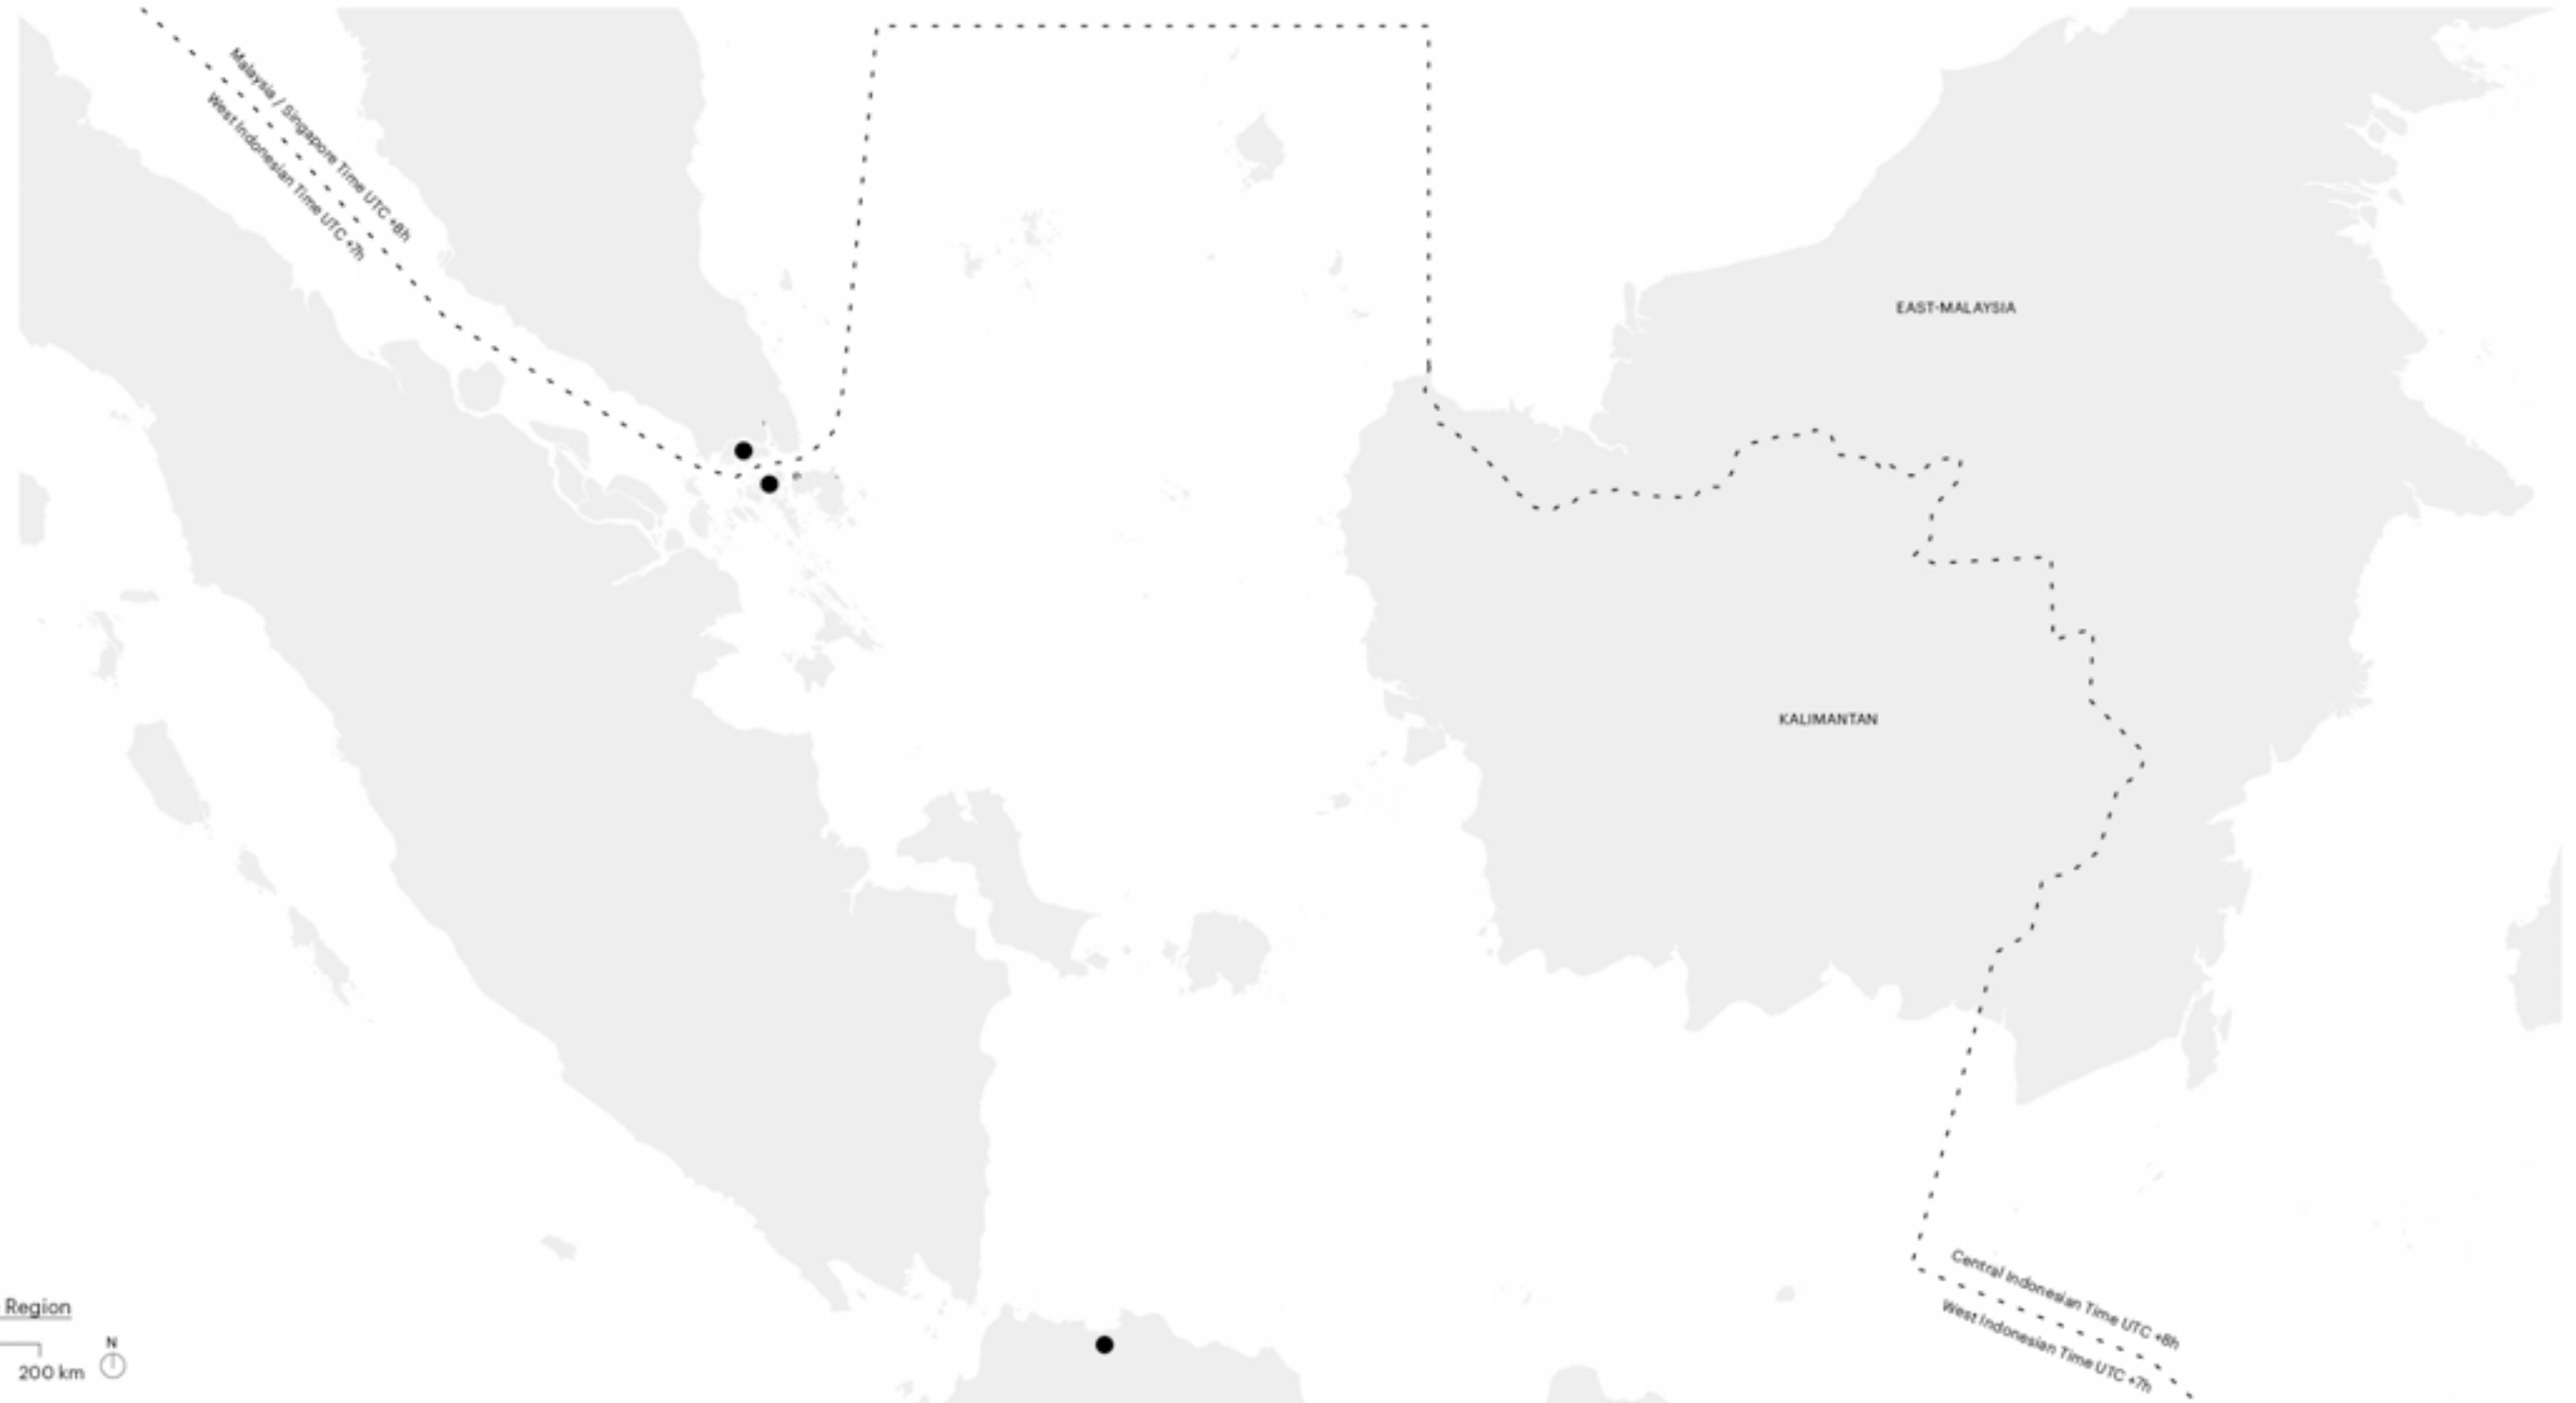 Malaysia / Singapore Time UTC +8h
West Indonesian Time UTC +7h
EAST-MALAYSIA
KALIMANTAN
Central Indonesian Time UTC +8h
West Indonesian Time UTC +7h
Region
N
200 km